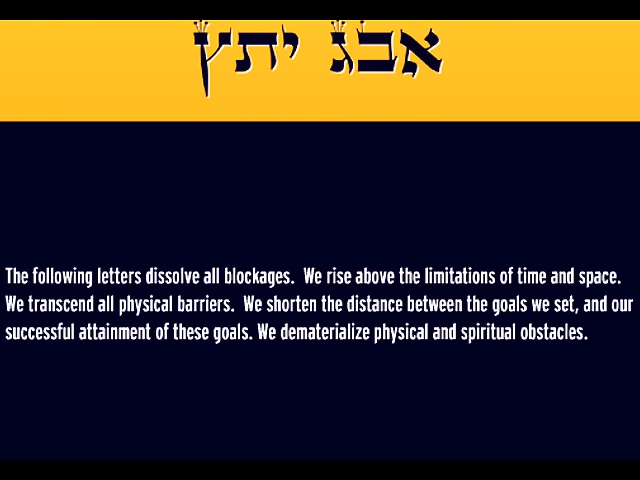 אבג יתץ
The following letters dissolve all blockages. We rise above the limitations of time and space.
We transcend all physical barriers. We shorten the distance between the goals we set, and our
successful attainment of these goals. We dematerialize physical and spiritual obstacles.